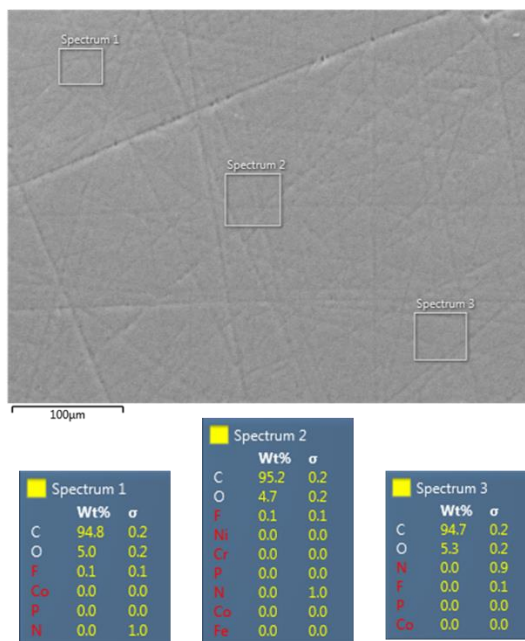 Spectrum 1
Spectrum 2
Spectrum 3
100µm
Spectrum 1
Wt% σ
C 94.8 0.2
O 5.0 0.2
F 0.1 0.1
Co 0.0 0.0
P 0.0 0.0
N 0.0 1.0
Spectrum 2
Wt% σ
C 95.2 0.2
O 4.7 0.2
F 0.1 0.1
Ni 0.0 0.0
Cr 0.0 0.0
P 0.0 0.0
N 0.0 1.0
Co 0.0 0.0
Fe 0.0 0.0
Spectrum 3
Wt% σ
C 94.7 0.2
O 5.3 0.2
N 0.0 0.9
F 0.0 0.1
P 0.0 0.0
Co 0.0 0.0